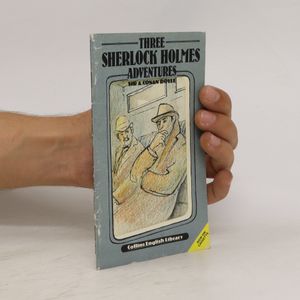 THREE
SHERLOCK HOLMES
ADVENTURES
SIR A CONAN DOYLE
Collins English Library